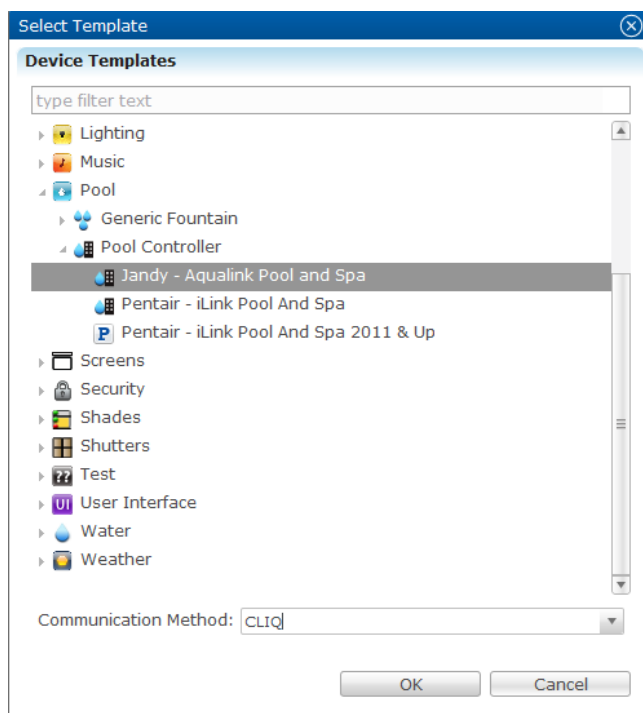 Select Template
Device Templates
type filter text
Lighting
Music
Pool
Generic Fountain
Pool Controller
Jandy - Aqualink Pool and Spa
Pentair - iLink Pool And Spa
P Pentair - iLink Pool And Spa 2011 & Up
Screens
Security
Shades
Shutters
?? Test
UI User Interface
Water
Weather
Communication Method: CLIQ
OK Cancel